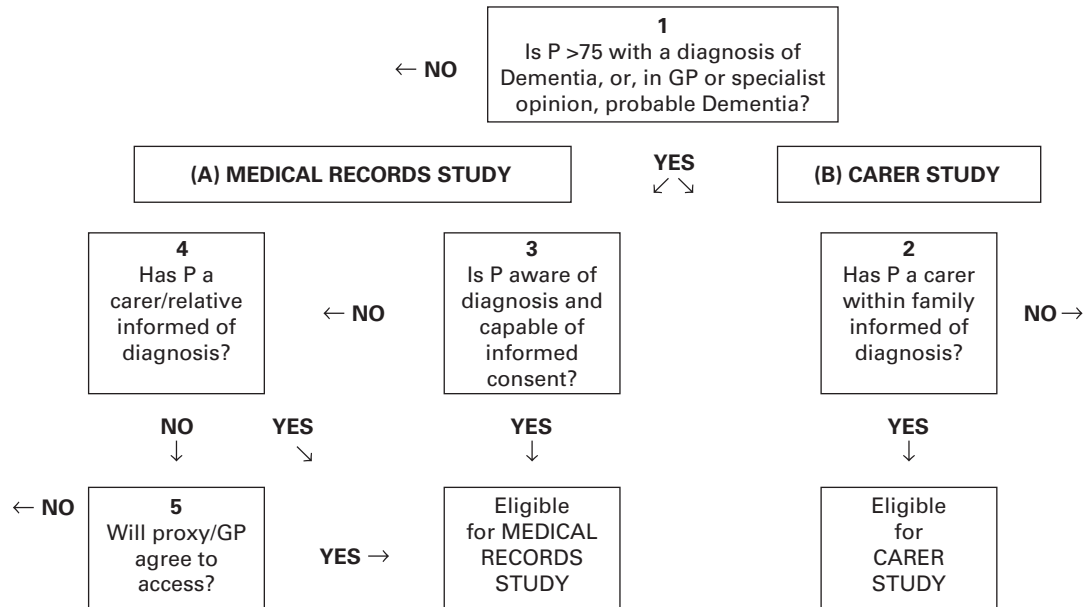 1
Is P >75 with a diagnosis of
Dementia, or, in GP or specialist
opinion, probable Dementia?
← NO
(A) MEDICAL RECORDS STUDY
YES
↙ ↘
(B) CARER STUDY
4
Has P a
carer/relative
informed of
diagnosis?
← NO
3
Is P aware of
diagnosis and
capable of
informed
consent?
2
Has P a carer
within family
informed of
diagnosis?
NO →
NO
↓
YES
↘
YES
↓
YES
↓
← NO
5
Will proxy/GP
agree to
access?
YES →
Eligible
for MEDICAL
RECORDS
STUDY
Eligible
for
CARER
STUDY